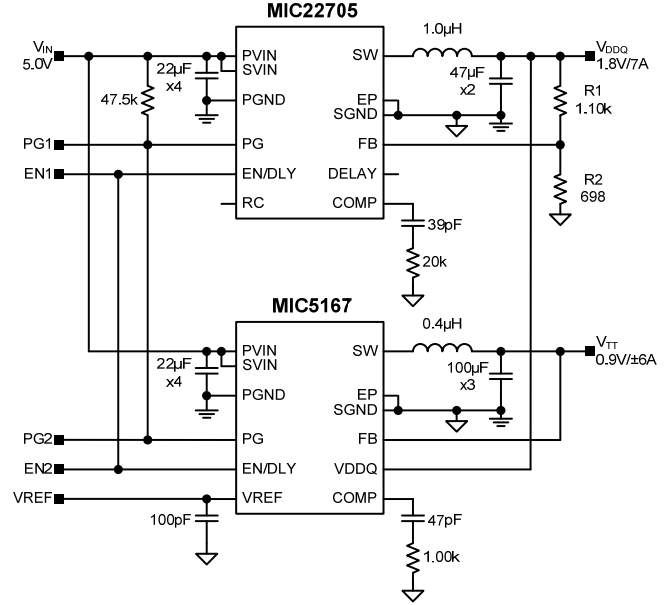 MIC22705
VIN
5.0V
22µF
x4
47.5k
PG1
EN1
PVIN
SVIN
PGND
PG
EN/DLY
RC
SW
EP
SGND
FB
DELAY
COMP
1.0µH
47µF
x2
VDDQ
1.8V/7A
R1
1.10k
R2
698
39pF
20k
MIC5167
22µF
x4
PG2
EN2
VREF
100pF
PVIN
SVIN
PGND
PG
EN/DLY
VREF
SW
EP
SGND
FB
VDDQ
COMP
0.4µH
100µF
x3
VTT
0.9V/±6A
47pF
1.00k